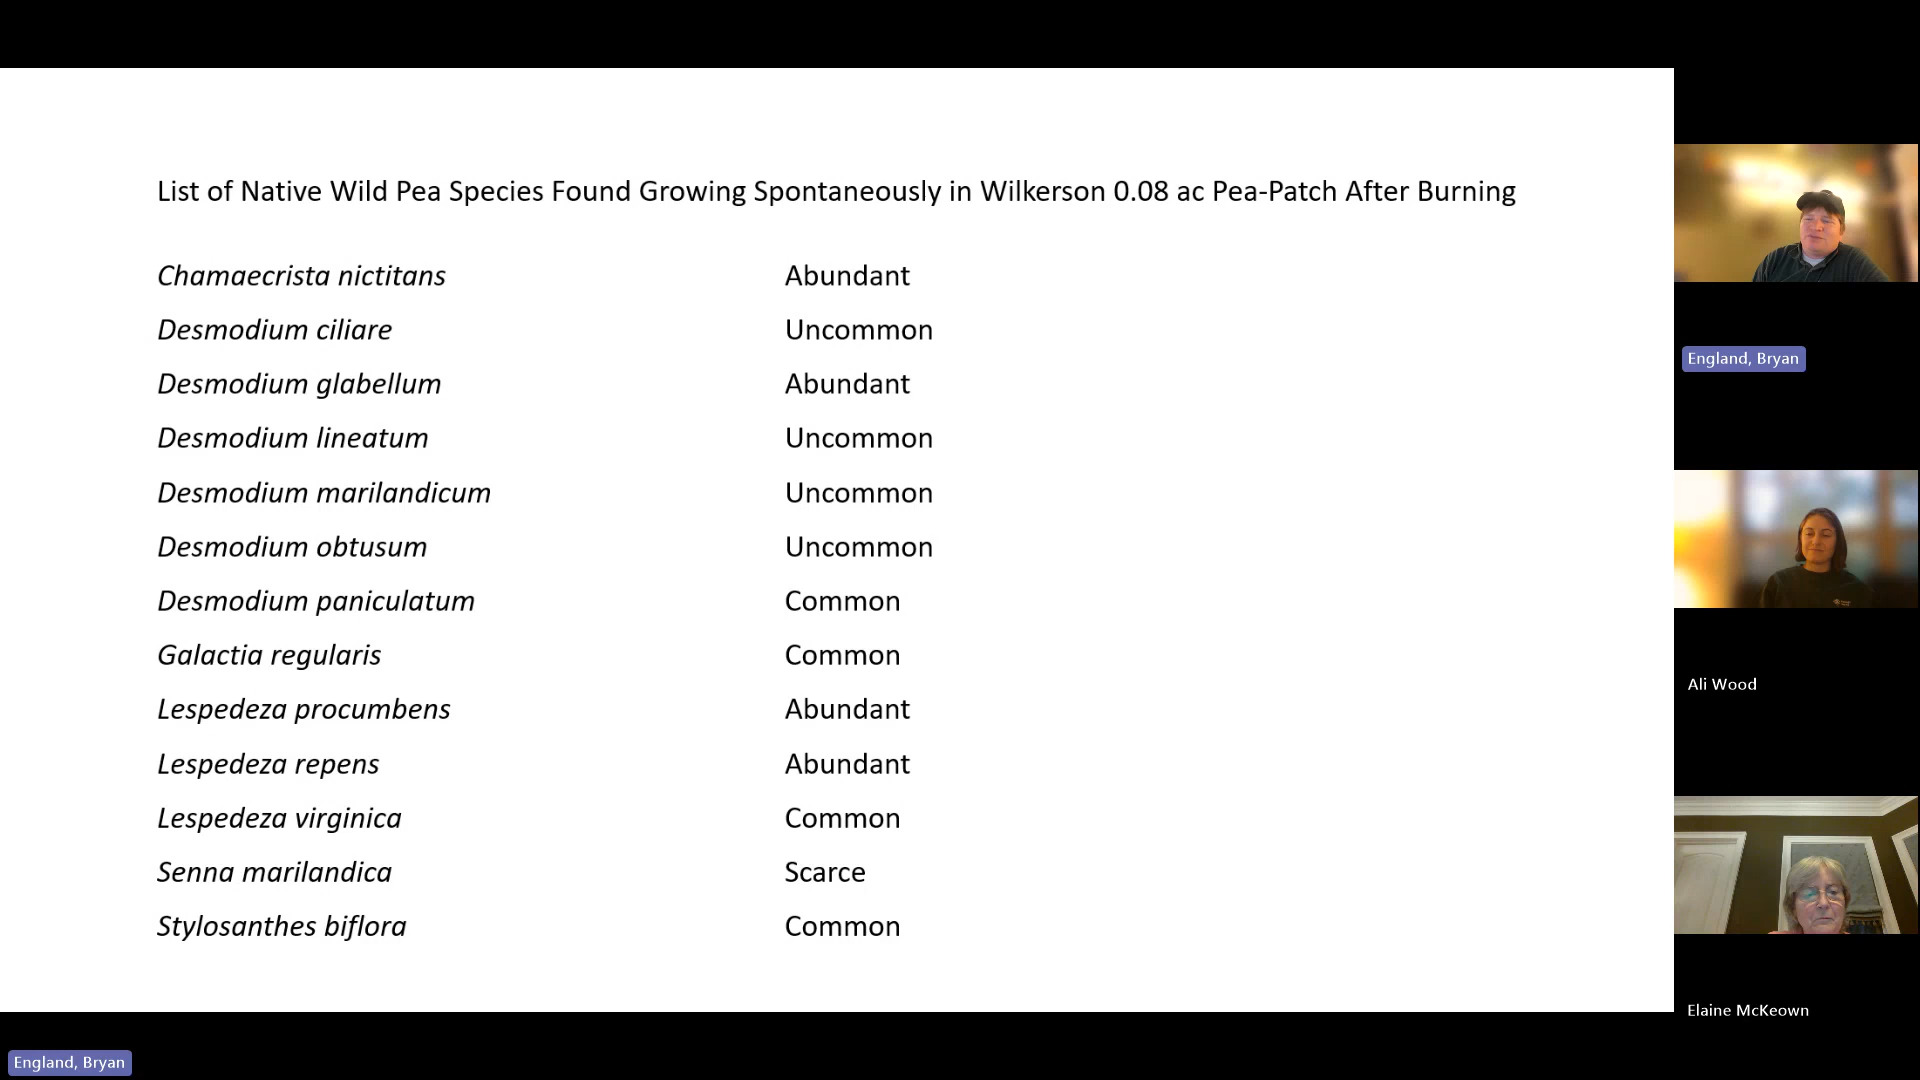 List of Native Wild Pea Species Found Growing Spontaneously in Wilkerson 0.08 ac Pea-Patch After Burning
Chamaecrista nictitans Abundant
Desmodium ciliare Uncommon
Desmodium glabellum Abundant
Desmodium lineatum Uncommon
Desmodium marilandicum Uncommon
Desmodium obtusum Uncommon
Desmodium paniculatum Common
Galactia regularis Common
Lespedeza procumbens Abundant
Lespedeza repens Abundant
Lespedeza virginica Common
Senna marilandica Scarce
Stylosanthes biflora Common
England, Bryan
Ali Wood
Elaine McKeown
England, Bryan